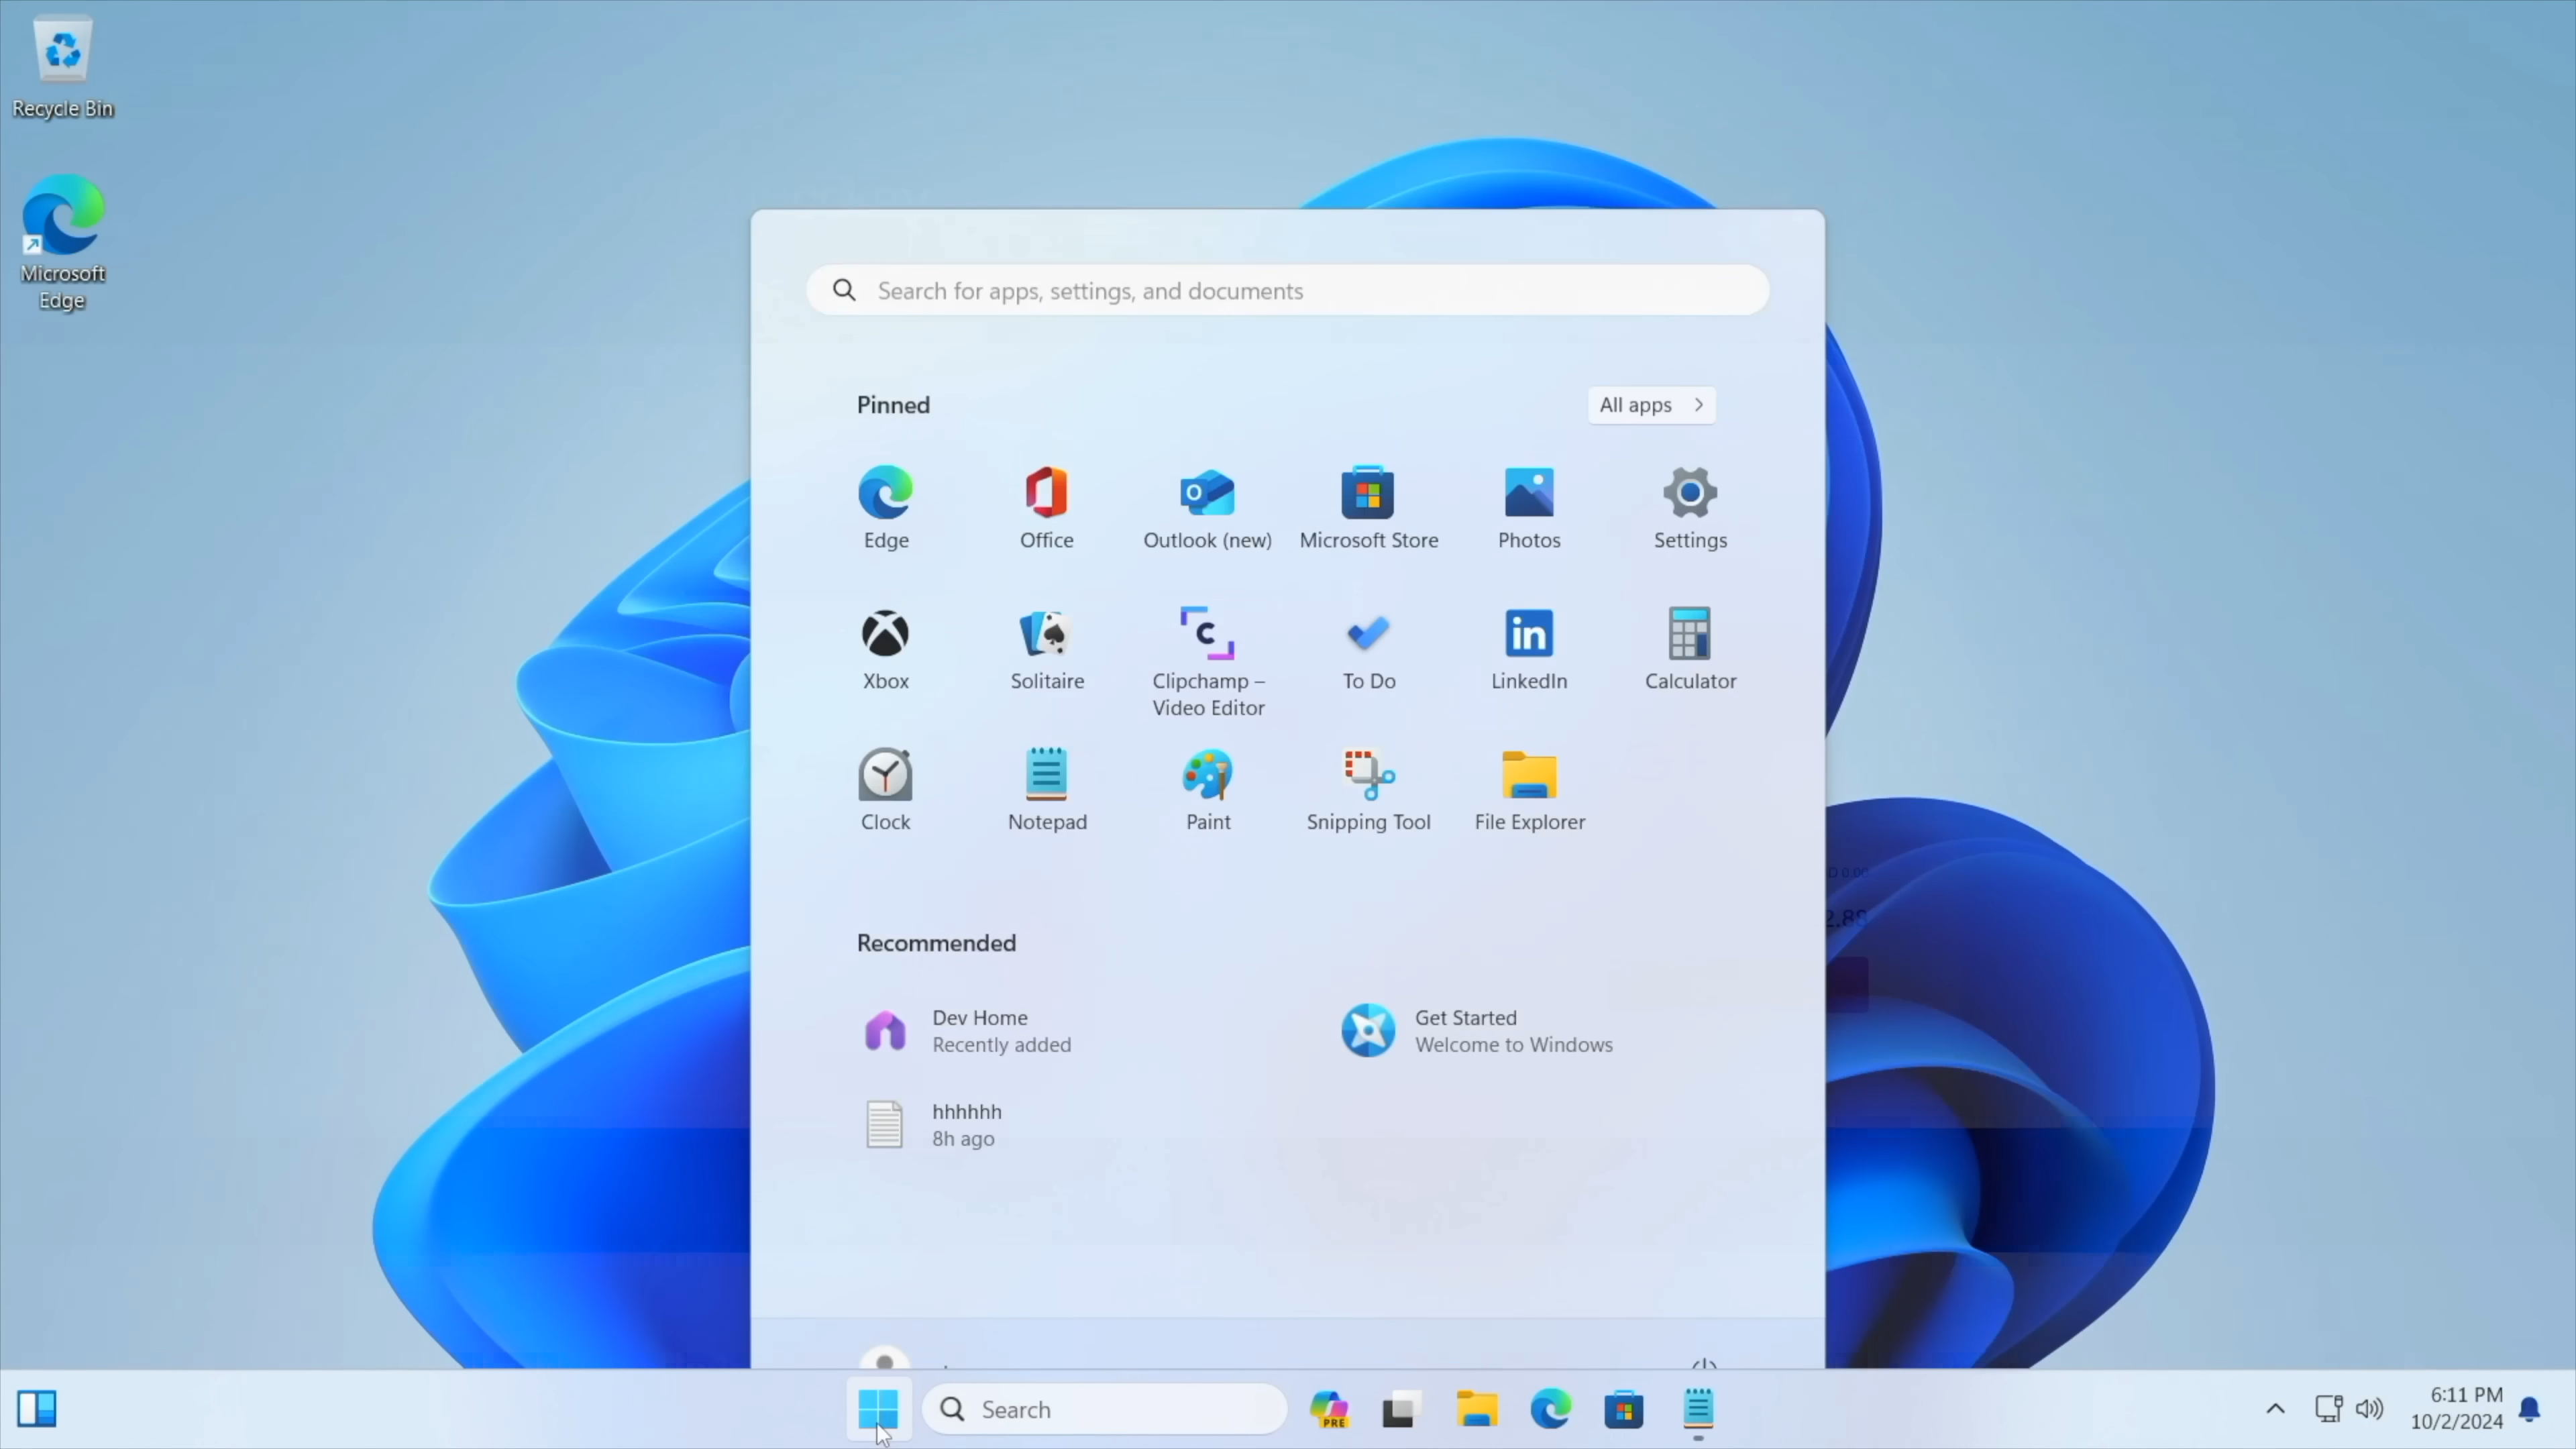 Recycle Bin
Microsoft
Edge
Search for apps, settings, and documents
Pinned
All apps
Edge
Office
Outlook (new)
Microsoft Store
Photos
Settings
Xbox
Solitaire
Clipchamp –
Video Editor
To Do
LinkedIn
Calculator
Clock
Notepad
Paint
Snipping Tool
File Explorer
Recommended
Dev Home
Recently added
Get Started
Welcome to Windows
hhhhhh
8h ago
Search
PRE
6:11 PM
10/2/2024